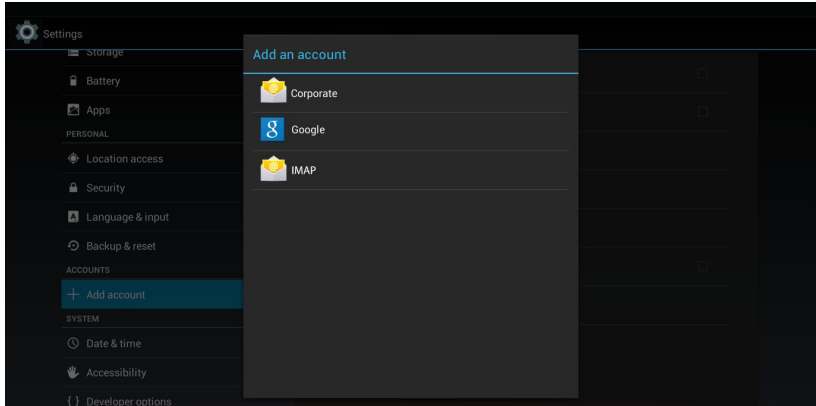 Settings
Storage
Battery
Apps
PERSONAL
Location access
Security
Language & input
Backup & reset
ACCOUNTS
Add account
SYSTEM
Date & time
Accessibility
Developer options
Add an account
Corporate
Google
IMAP